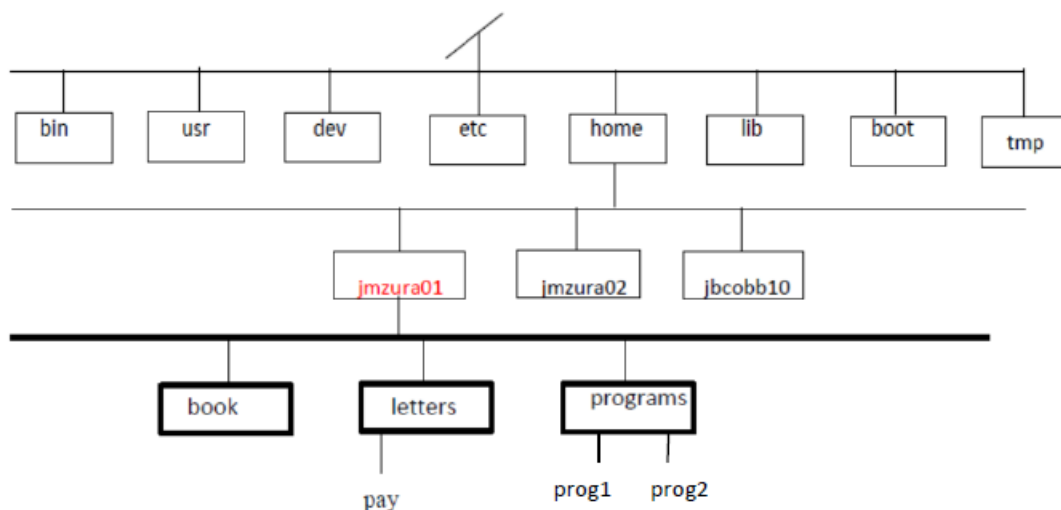 bin usr dev etc home lib boot tmp
jmzura01 jmzura02 jbcobb10
book letters programs
pay prog1 prog2